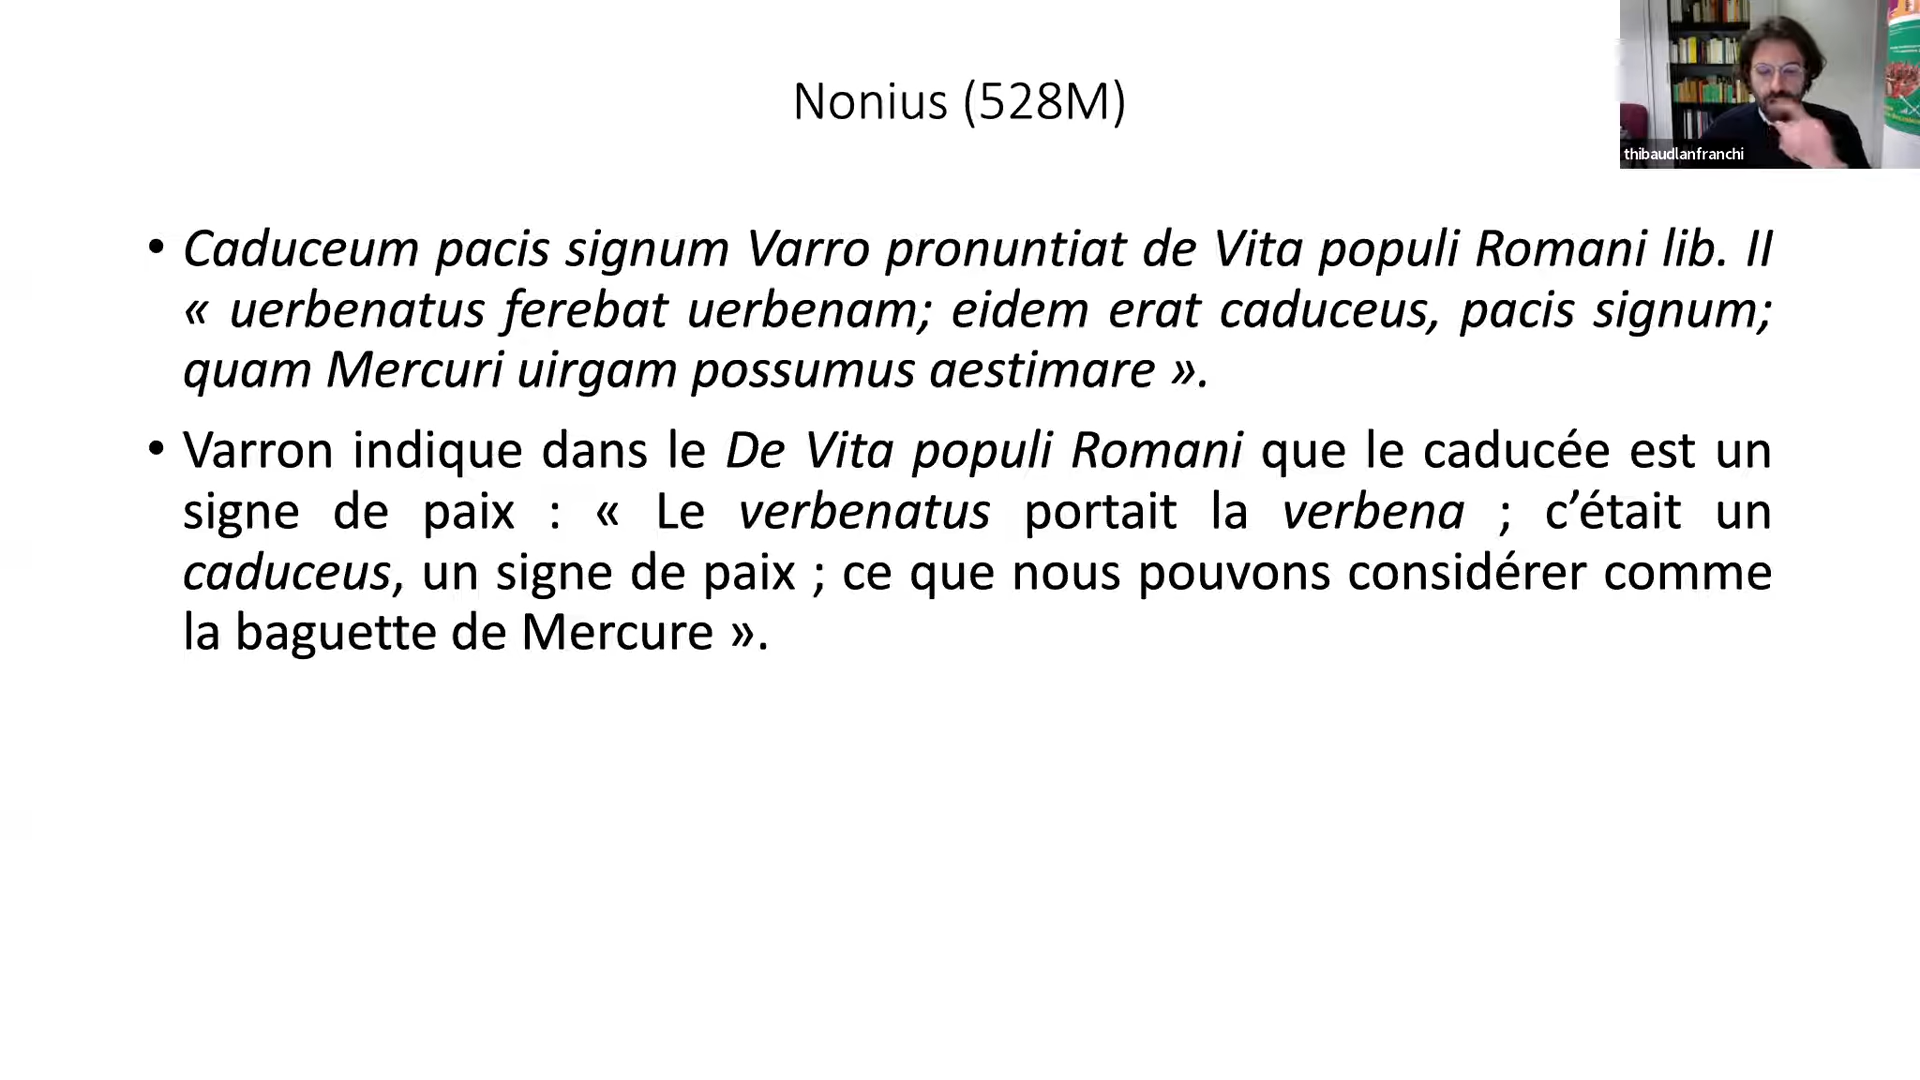 Nonius (528M)
thibaudlanfranchi
• Caduceum pacis signum Varro pronuntiat de Vita populi Romani lib. II
« uerbenatus ferebat uerbenam; eidem erat caduceus, pacis signum;
quam Mercuri uirgam possumus aestimare ».
• Varron indique dans le De Vita populi Romani que le caducée est un
signe de paix : « Le verbenatus portait la verbena ; c’était un
caduceus, un signe de paix ; ce que nous pouvons considérer comme
la baguette de Mercure ».